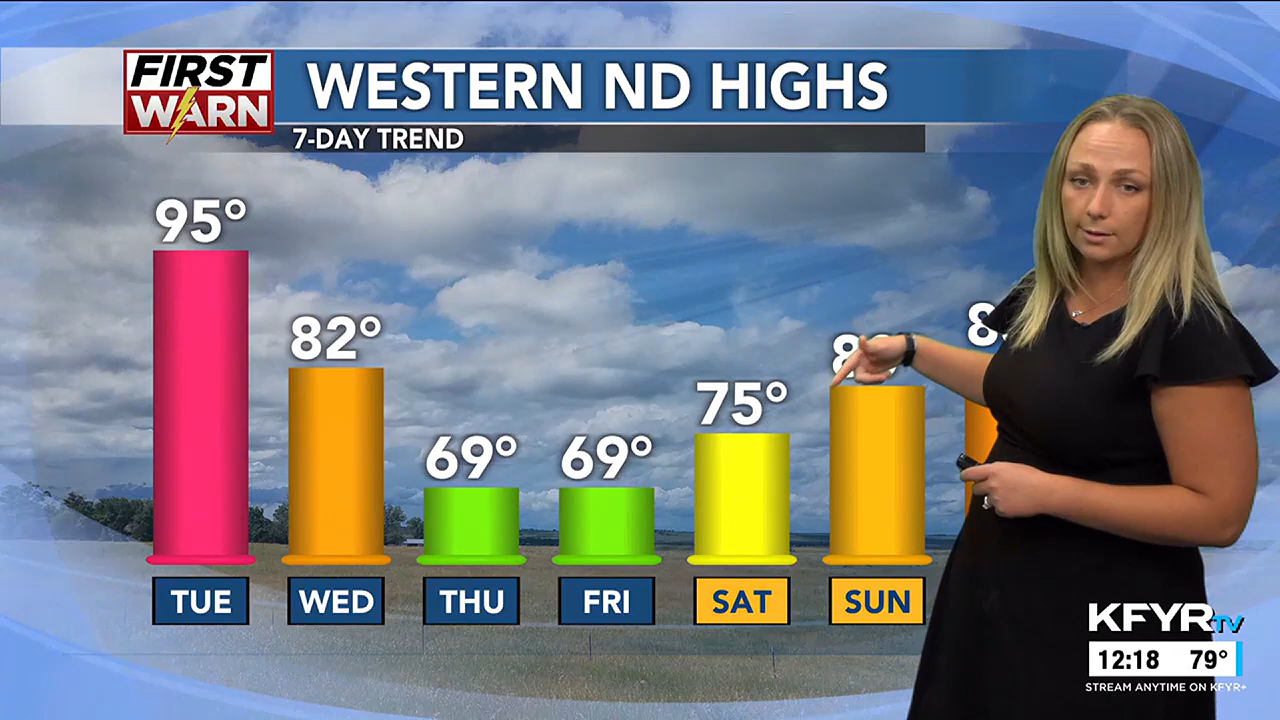 FIRST
WARN
WESTERN ND HIGHS
7-DAY TREND
95°
82°
69°
69°
75°
TUE
WED
THU
FRI
SAT
SUN
KFYRTV
12:18 79°
STREAM ANYTIME ON KFYR+